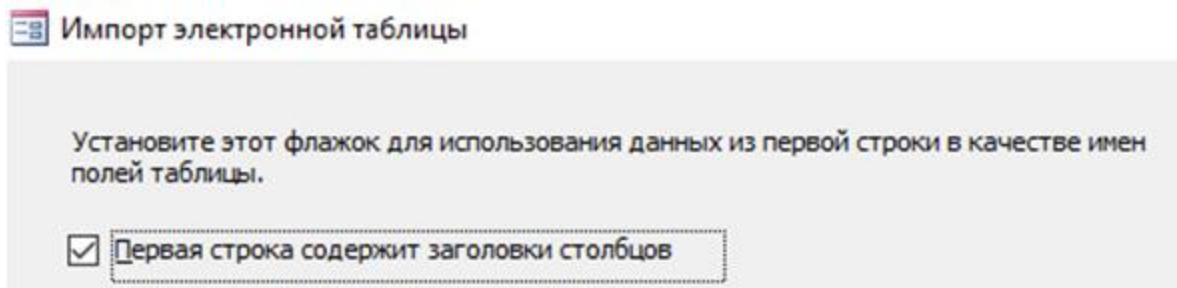 Импорт электронной таблицы
Установите этот флажок для использования данных из первой строки в качестве имен
полей таблицы.
Первая строка содержит заголовки столбцов